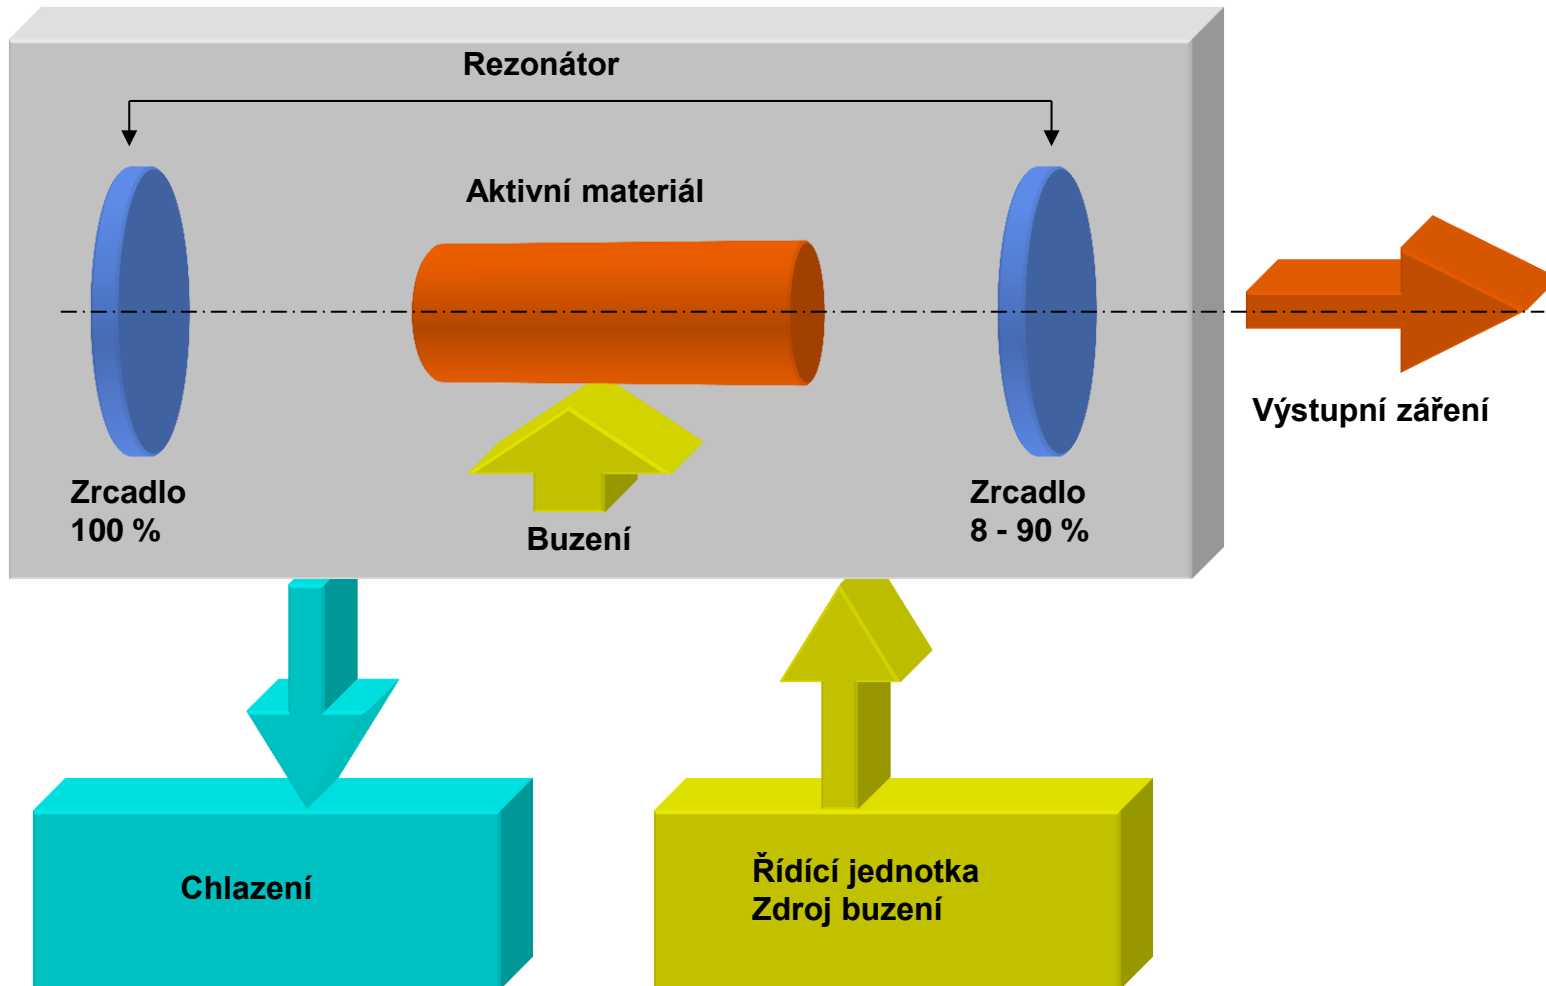 Rezonátor
Aktivní materiál
Výstupní záření
Zrcadlo
100 %
Buzení
Zrcadlo
8 - 90 %
Chlazení
Řídící jednotka
Zdroj buzení